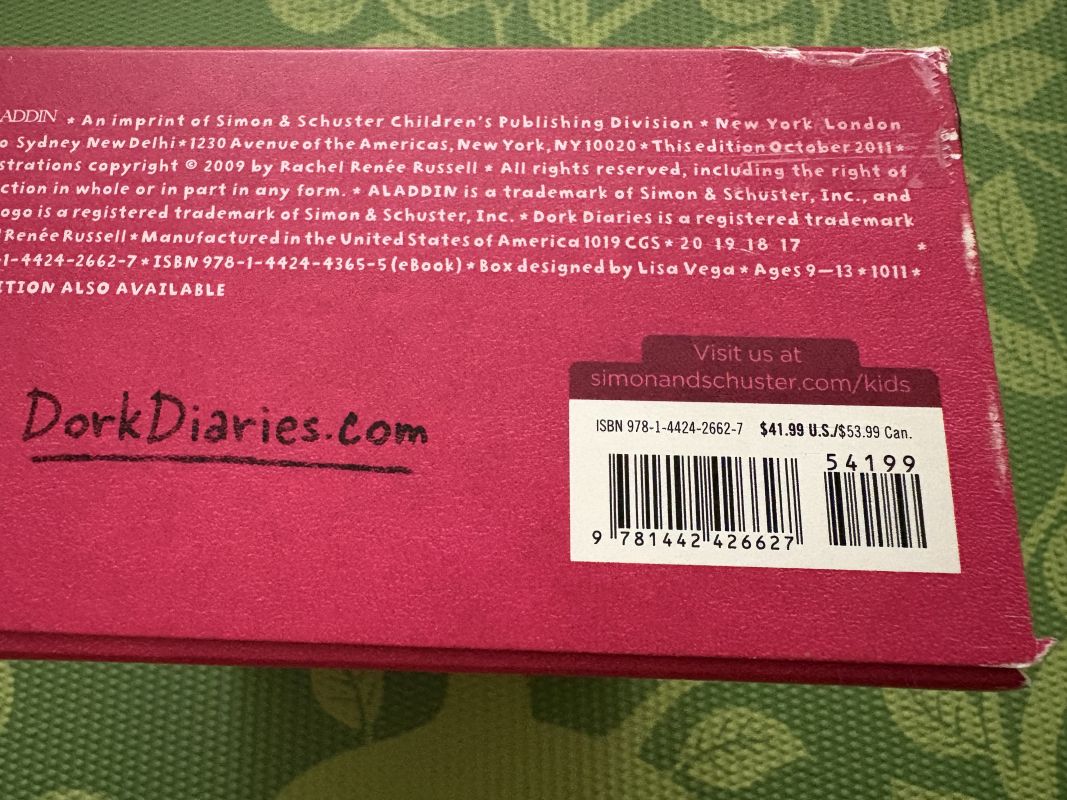 ADDIN * An imprint of Simon & Schuster Children's Publishing Division * New York London
o Sydney New Delhi * 1230 Avenue of the Americas, New York, NY 10020 * This edition October 2011 *
strations copyright © 2009 by Rachel Renée Russell * All rights reserved, including the right of
ction in whole or in part in any form. * ALADDIN is a trademark of Simon & Schuster, Inc., and
ogo is a registered trademark of Simon & Schuster, Inc. * Dork Diaries is a registered trademark
Renée Russell * Manufactured in the United States of America 1019 CGS * 20 19 18 17 *
-1-4424-2662-7 * ISBN 978-1-4424-4365-5 (eBook) * Box designed by Lisa Vega * Ages 9–13 * 1011 *
ITION ALSO AVAILABLE
DorkDiaries.com
Visit us at
simonandschuster.com/kids
ISBN 978-1-4424-2662-7 $41.99 U.S./$53.99 Can.
54199
9 781442 426627